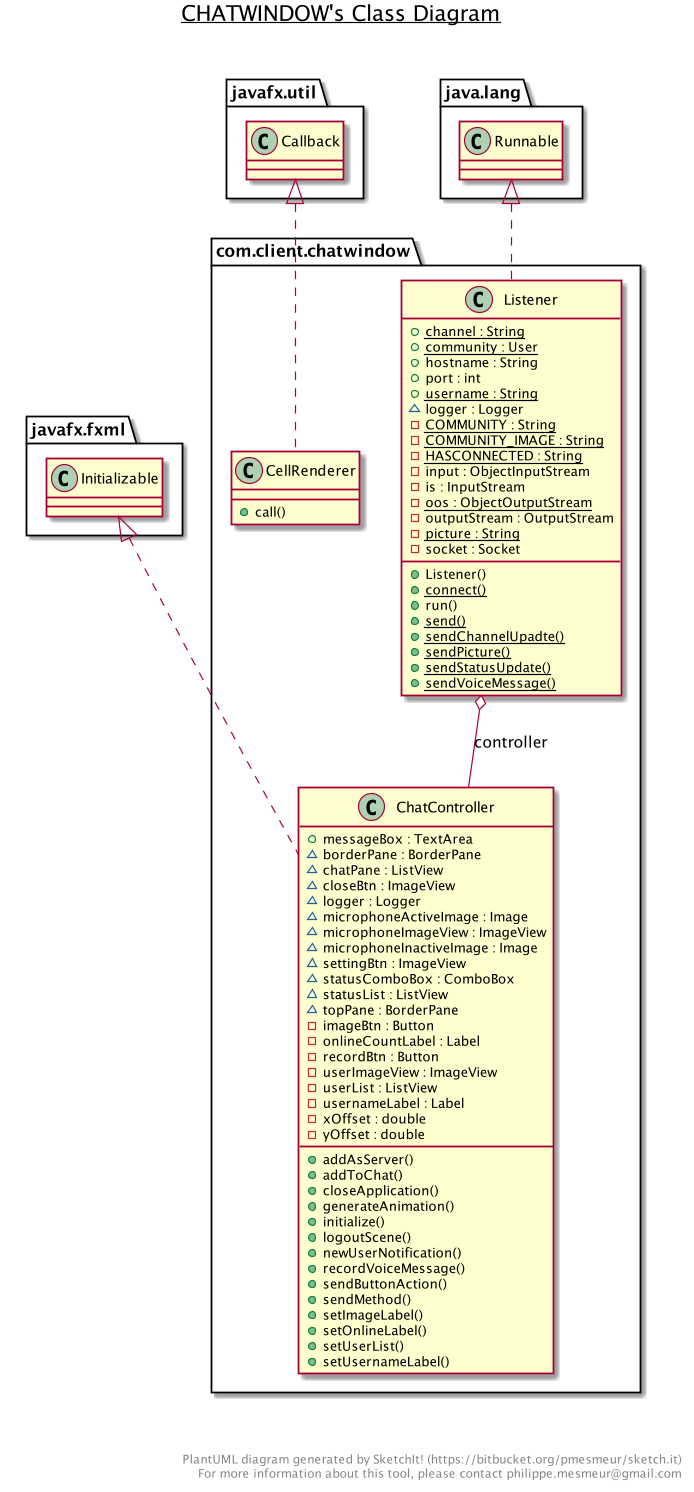 CHATWINDOW's Class Diagram
javafx.util
C Callback
java.lang
C Runnable
com.client.chatwindow
C Listener
channel : String
community : User
hostname : String
port : int
username : String
logger : Logger
COMMUNITY : String
COMMUNITY_IMAGE : String
HASCONNECTED : String
input : ObjectInputStream
is : InputStream
oos : ObjectOutputStream
outputStream : OutputStream
picture : String
socket : Socket
Listener()
connect()
run()
send()
sendChannelUpadte()
sendPicture()
sendStatusUpdate()
sendVoiceMessage()
javafx.fxml
C Initializable
C CellRenderer
call()
controller
C ChatController
messageBox : TextArea
borderPane : BorderPane
chatPane : ListView
closeBtn : ImageView
logger : Logger
microphoneActiveImage : Image
microphoneImageView : ImageView
microphoneInactiveImage : Image
settingBtn : ImageView
statusComboBox : ComboBox
statusList : ListView
topPane : BorderPane
imageBtn : Button
onlineCountLabel : Label
recordBtn : Button
userImageView : ImageView
userList : ListView
usernameLabel : Label
xOffset : double
yOffset : double
addAsServer()
addToChat()
closeApplication()
generateAnimation()
initialize()
logoutScene()
newUserNotification()
recordVoiceMessage()
sendButtonAction()
sendMethod()
setImageLabel()
setOnlineLabel()
setUserList()
setUsernameLabel()
PlantUML diagram generated by SketchIt! (https://bitbucket.org/pmesmeur/sketch.it)
For more information about this tool, please contact philippe.mesmeur@gmail.com